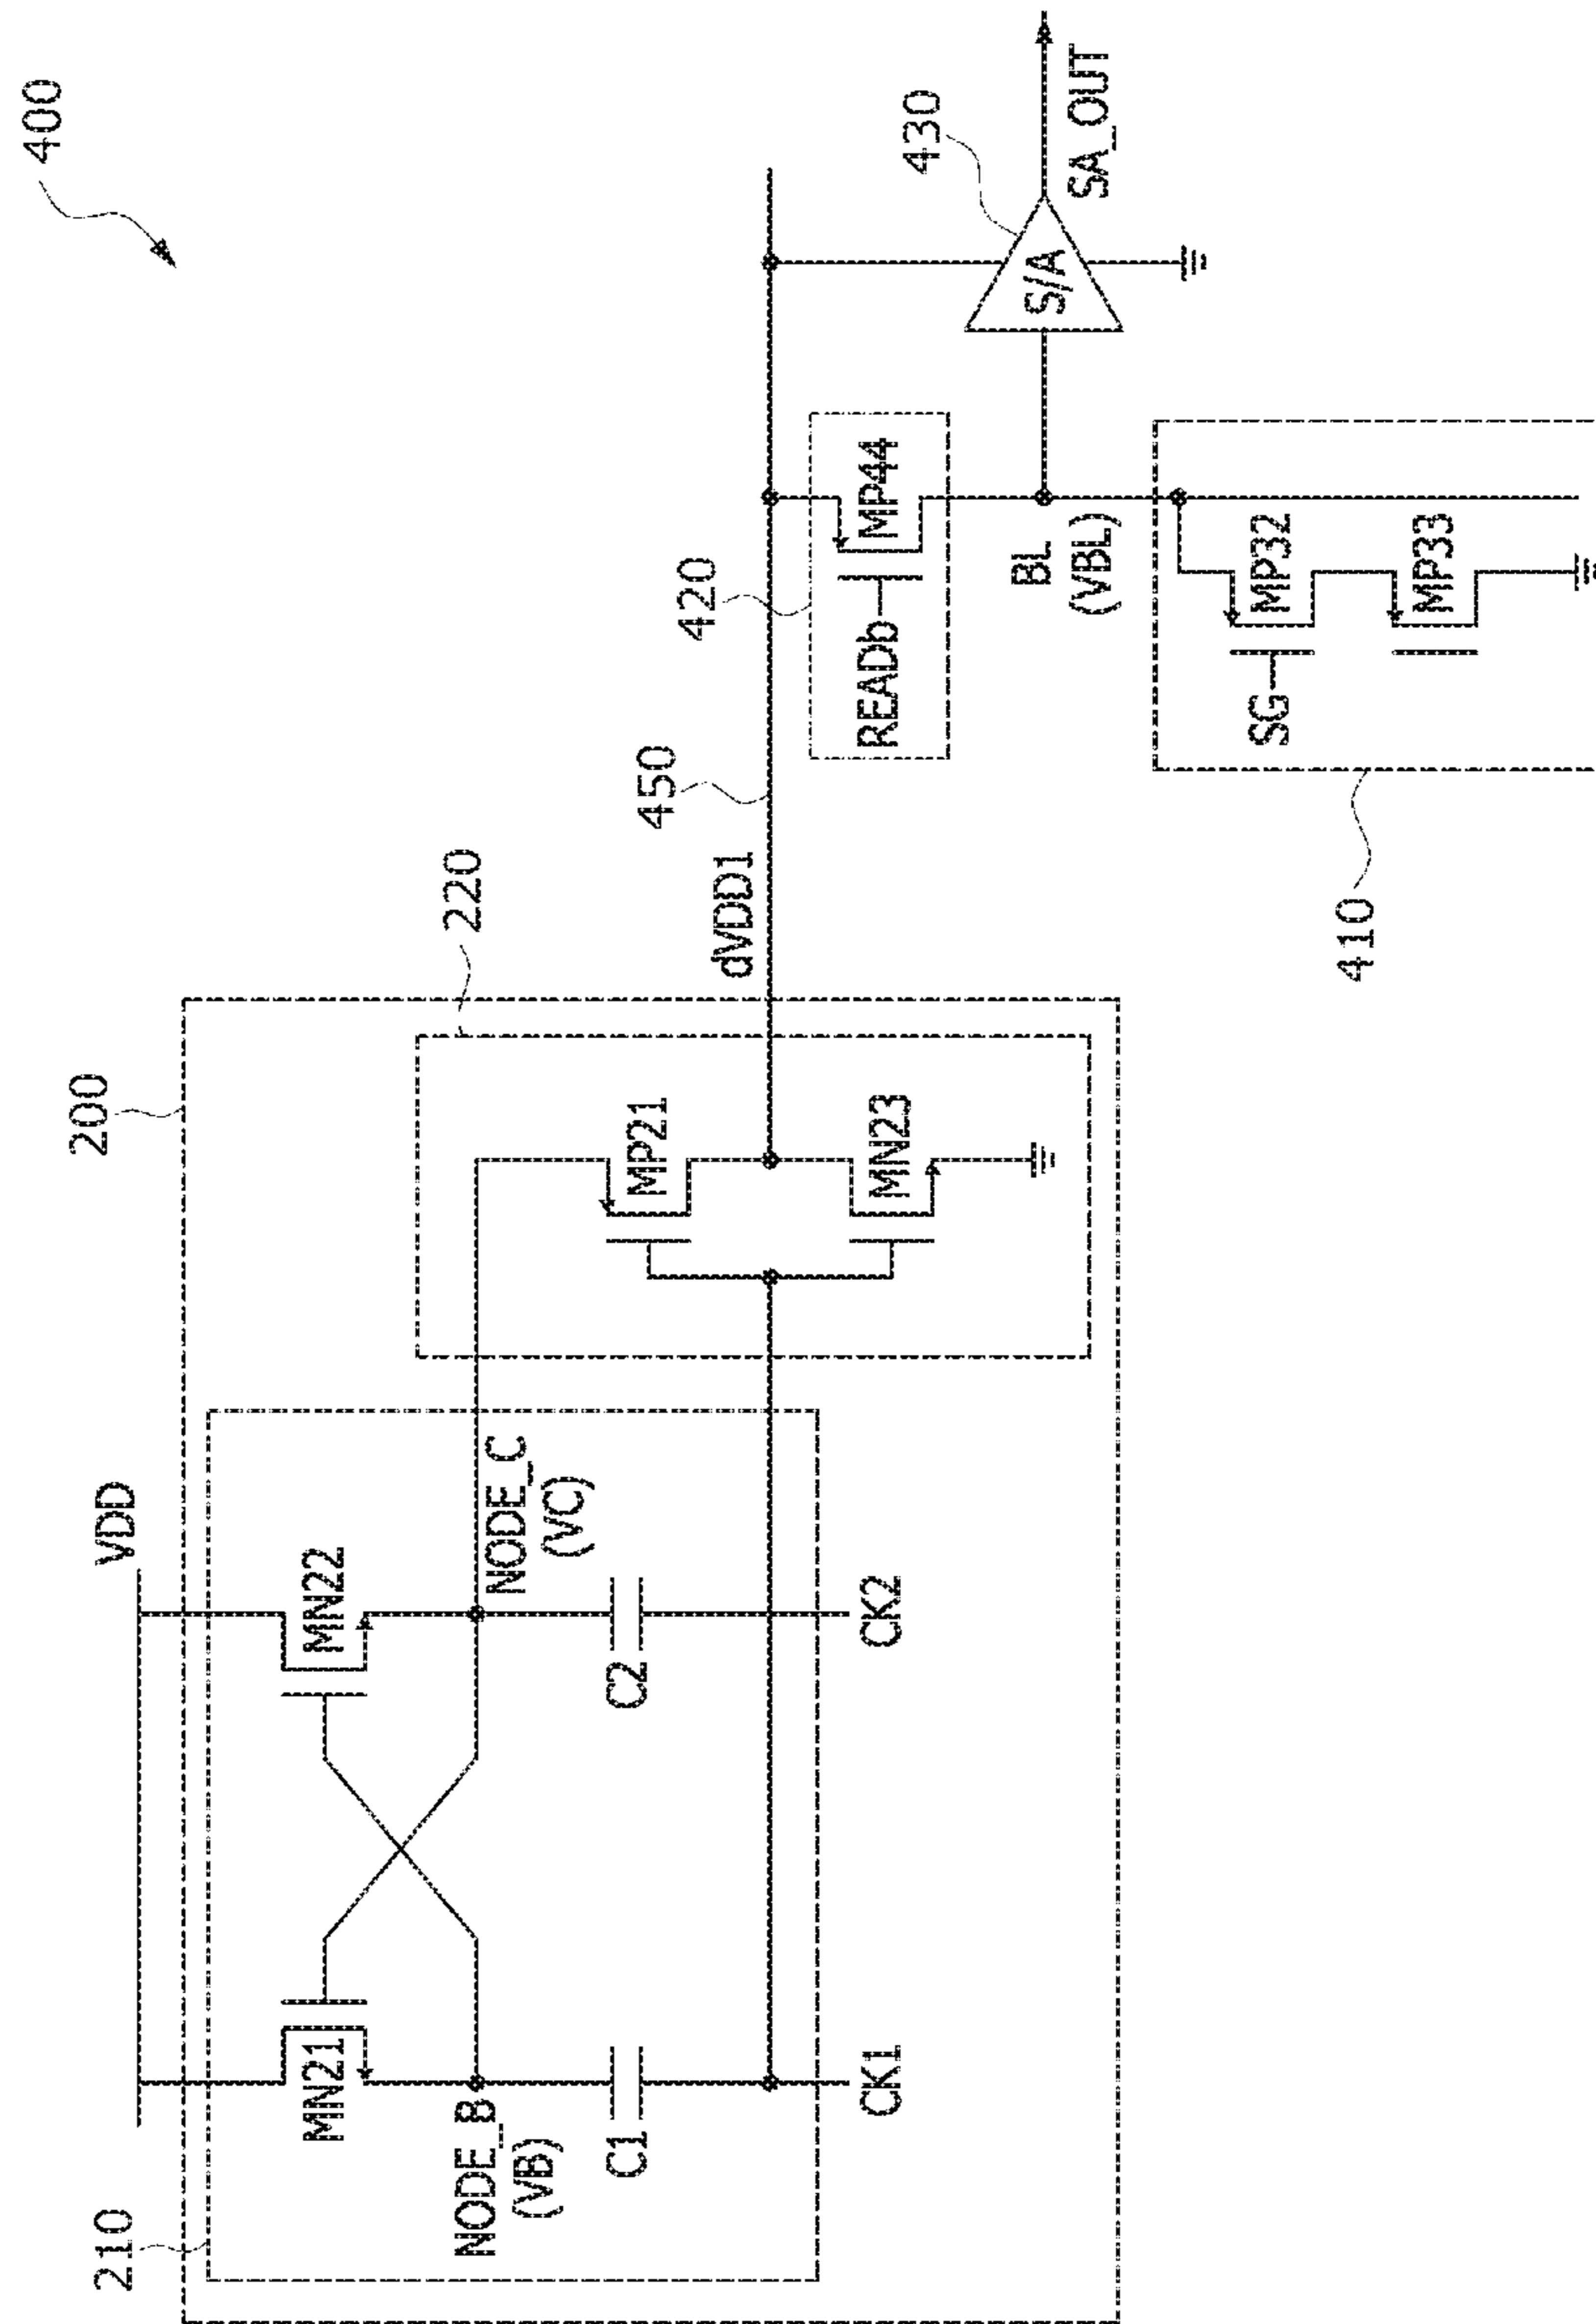 400
200
VDD
210
MN21
MN22
NODE_B
(VB)
NODE_C
(VC)
C1
C2
CK1
CK2
220
MP21
MN23
dVDD1
450
420
READb
MP44
BL
(VBL)
430
S/A
SA_OUT
410
SG
MP32
MP33